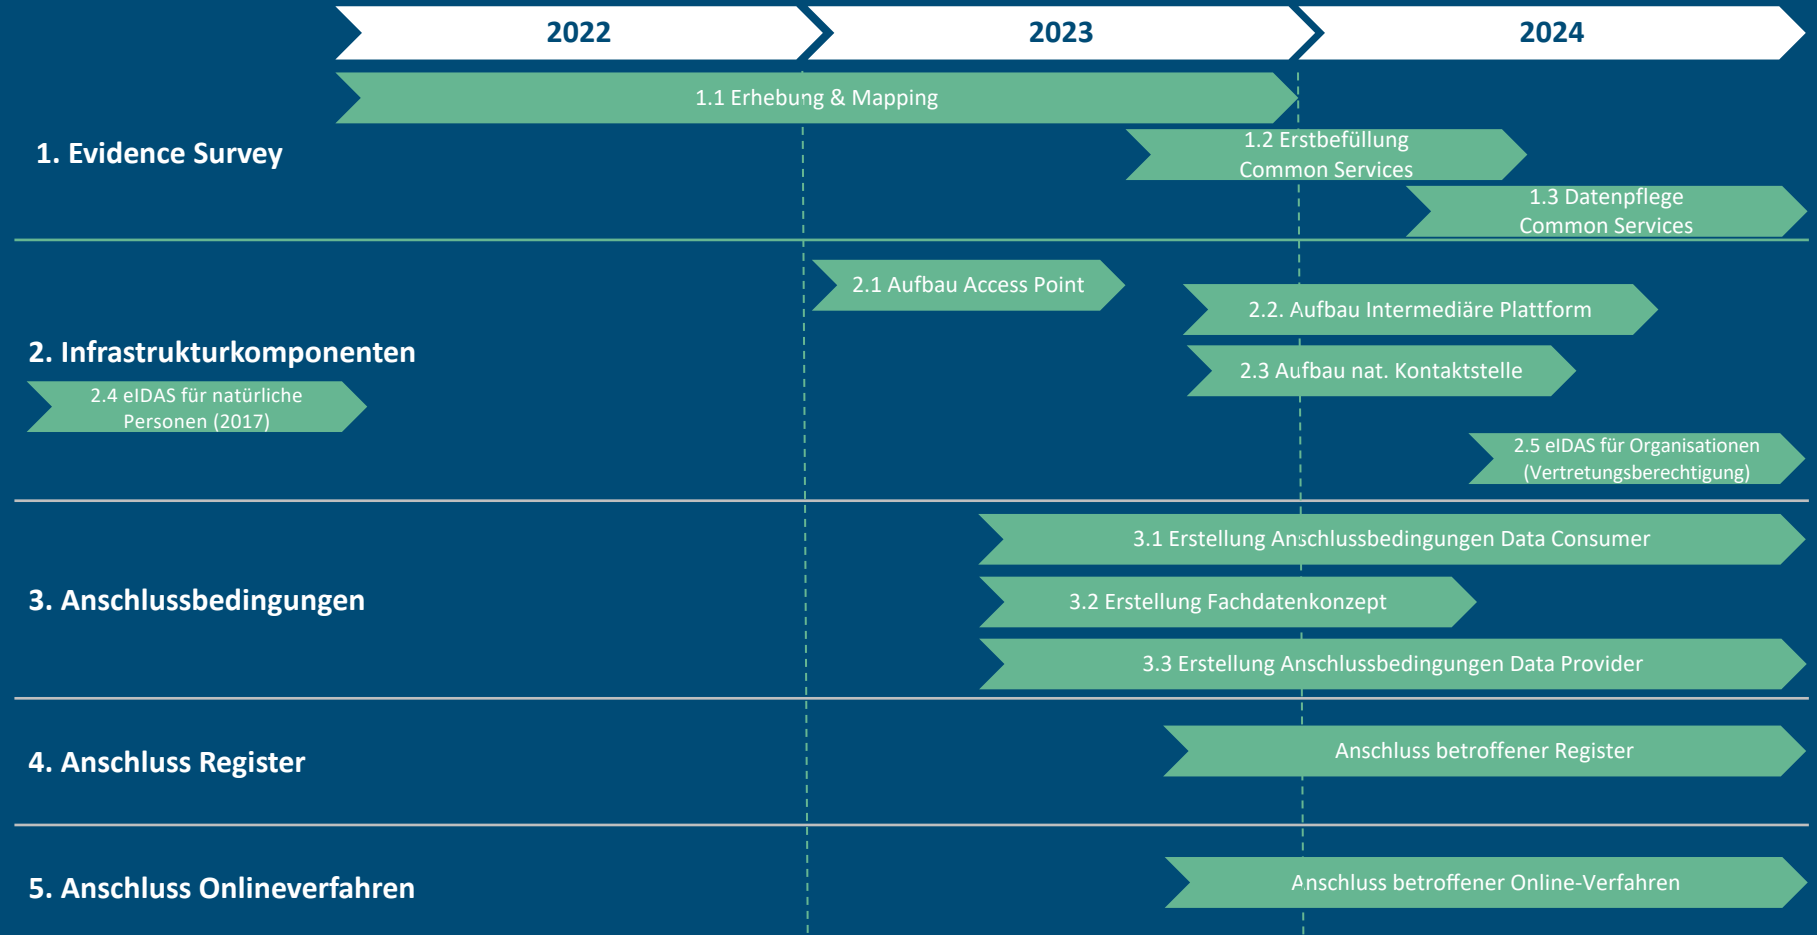 2022
2023
2024
1.1 Erhebung & Mapping
1. Evidence Survey
1.2 Erstbefüllung
Common Services
1.3 Datenpflege
Common Services
2.1 Aufbau Access Point
2.2. Aufbau Intermediäre Plattform
2. Infrastrukturkomponenten
2.3 Aufbau nat. Kontaktstelle
2.4 eIDAS für natürliche
Personen (2017)
2.5 eIDAS für Organisationen
(Vertretungsberechtigung)
3.1 Erstellung Anschlussbedingungen Data Consumer
3. Anschlussbedingungen
3.2 Erstellung Fachdatenkonzept
3.3 Erstellung Anschlussbedingungen Data Provider
4. Anschluss Register
Anschluss betroffener Register
5. Anschluss Onlineverfahren
Anschluss betroffener Online-Verfahren